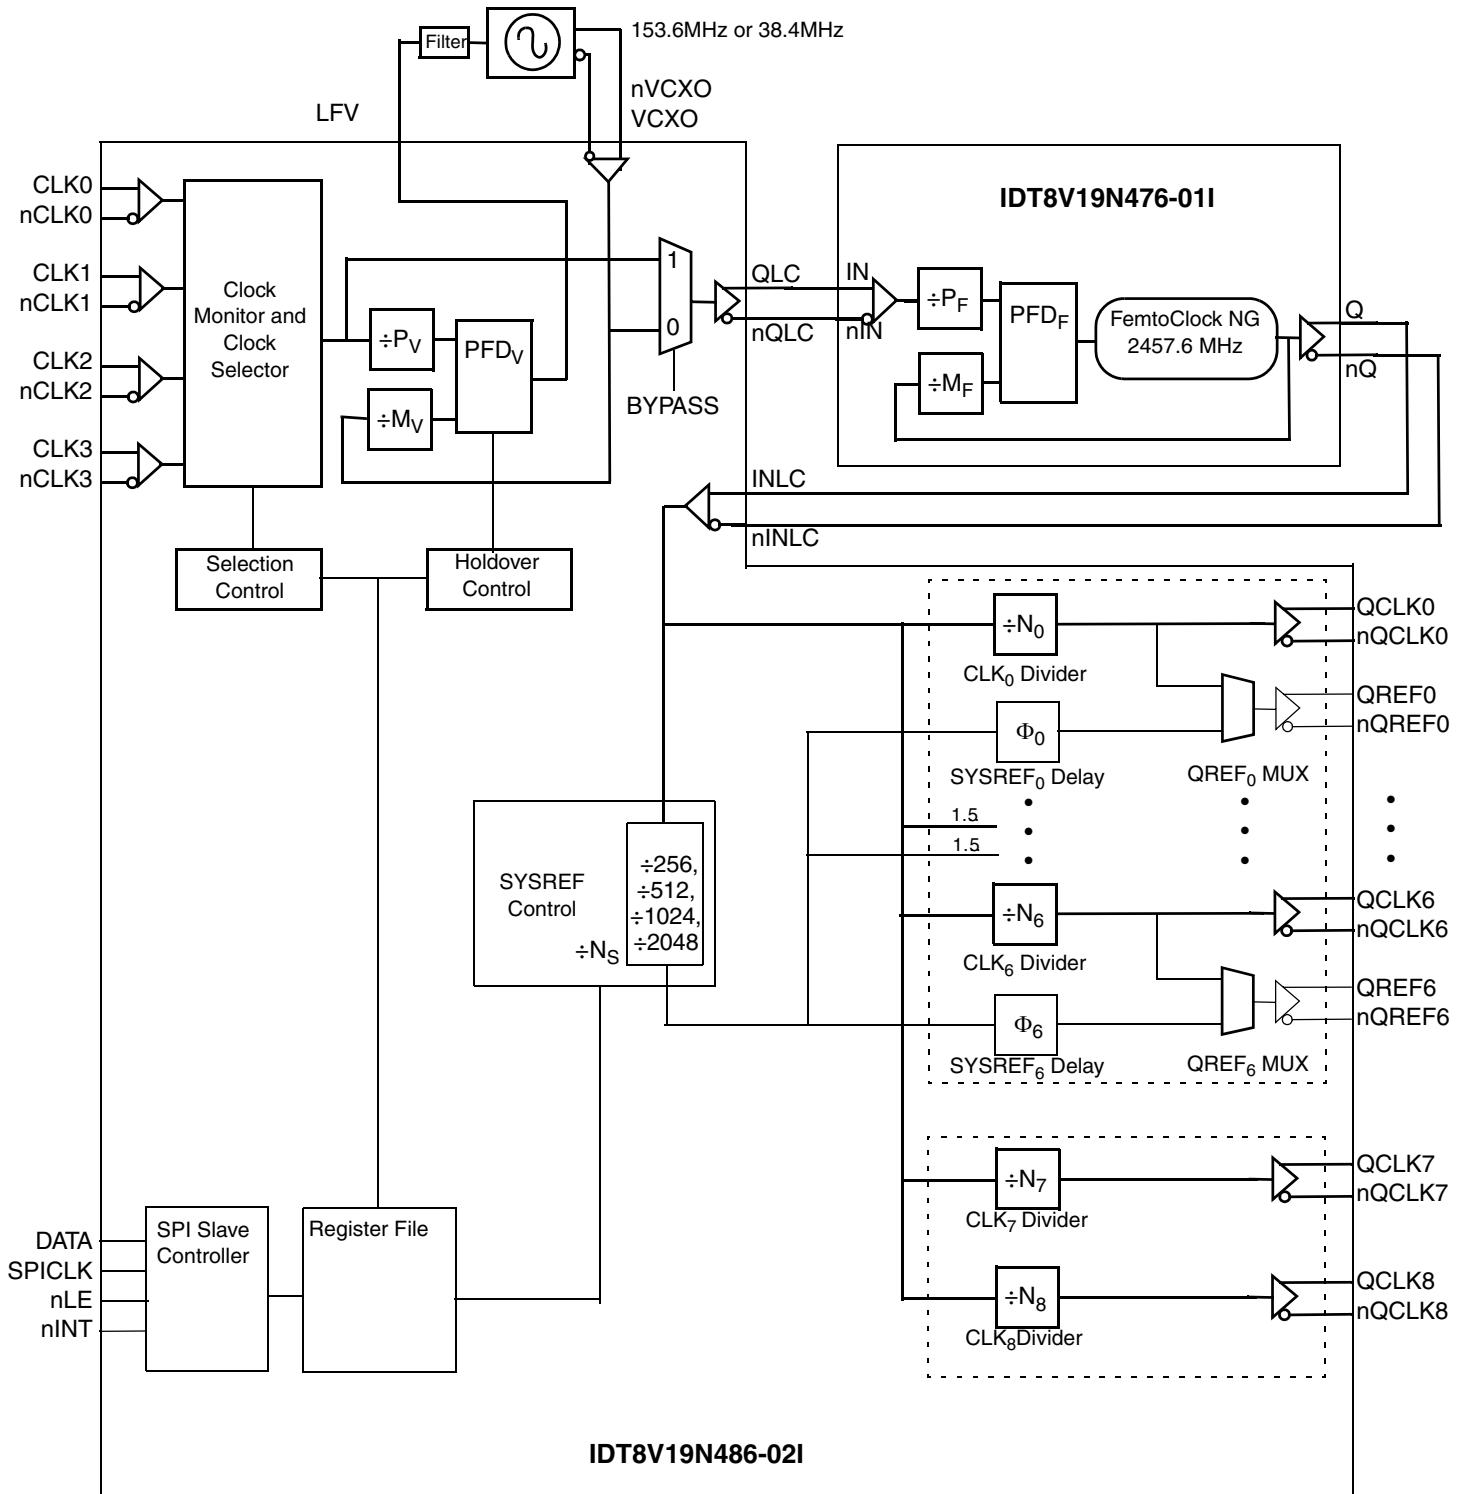 Filter
153.6MHz or 38.4MHz
nVCXO
VCXO
LFV
CLK0
nCLK0
CLK1
nCLK1
CLK2
nCLK2
CLK3
nCLK3
Clock
Monitor and
Clock
Selector
÷PV
÷MV
PFDV
1
0
BYPASS
QLC
nQLC
IDT8V19N476-01I
IN
nIN
÷PF
÷MF
PFDF
FemtoClock NG
2457.6 MHz
Q
nQ
INLC
nINLC
Selection
Control
Holdover
Control
÷N0
CLK0 Divider
QCLK0
nQCLK0
Φ0
SYSREF0 Delay
QREF0 MUX
QREF0
nQREF0
1.5
1.5
SYSREF
Control
÷NS
÷256,
÷512,
÷1024,
÷2048
÷N6
CLK6 Divider
QCLK6
nQCLK6
Φ6
SYSREF6 Delay
QREF6 MUX
QREF6
nQREF6
÷N7
CLK7 Divider
QCLK7
nQCLK7
÷N8
CLK8Divider
QCLK8
nQCLK8
DATA
SPICLK
nLE
nINT
SPI Slave
Controller
Register File
IDT8V19N486-02I